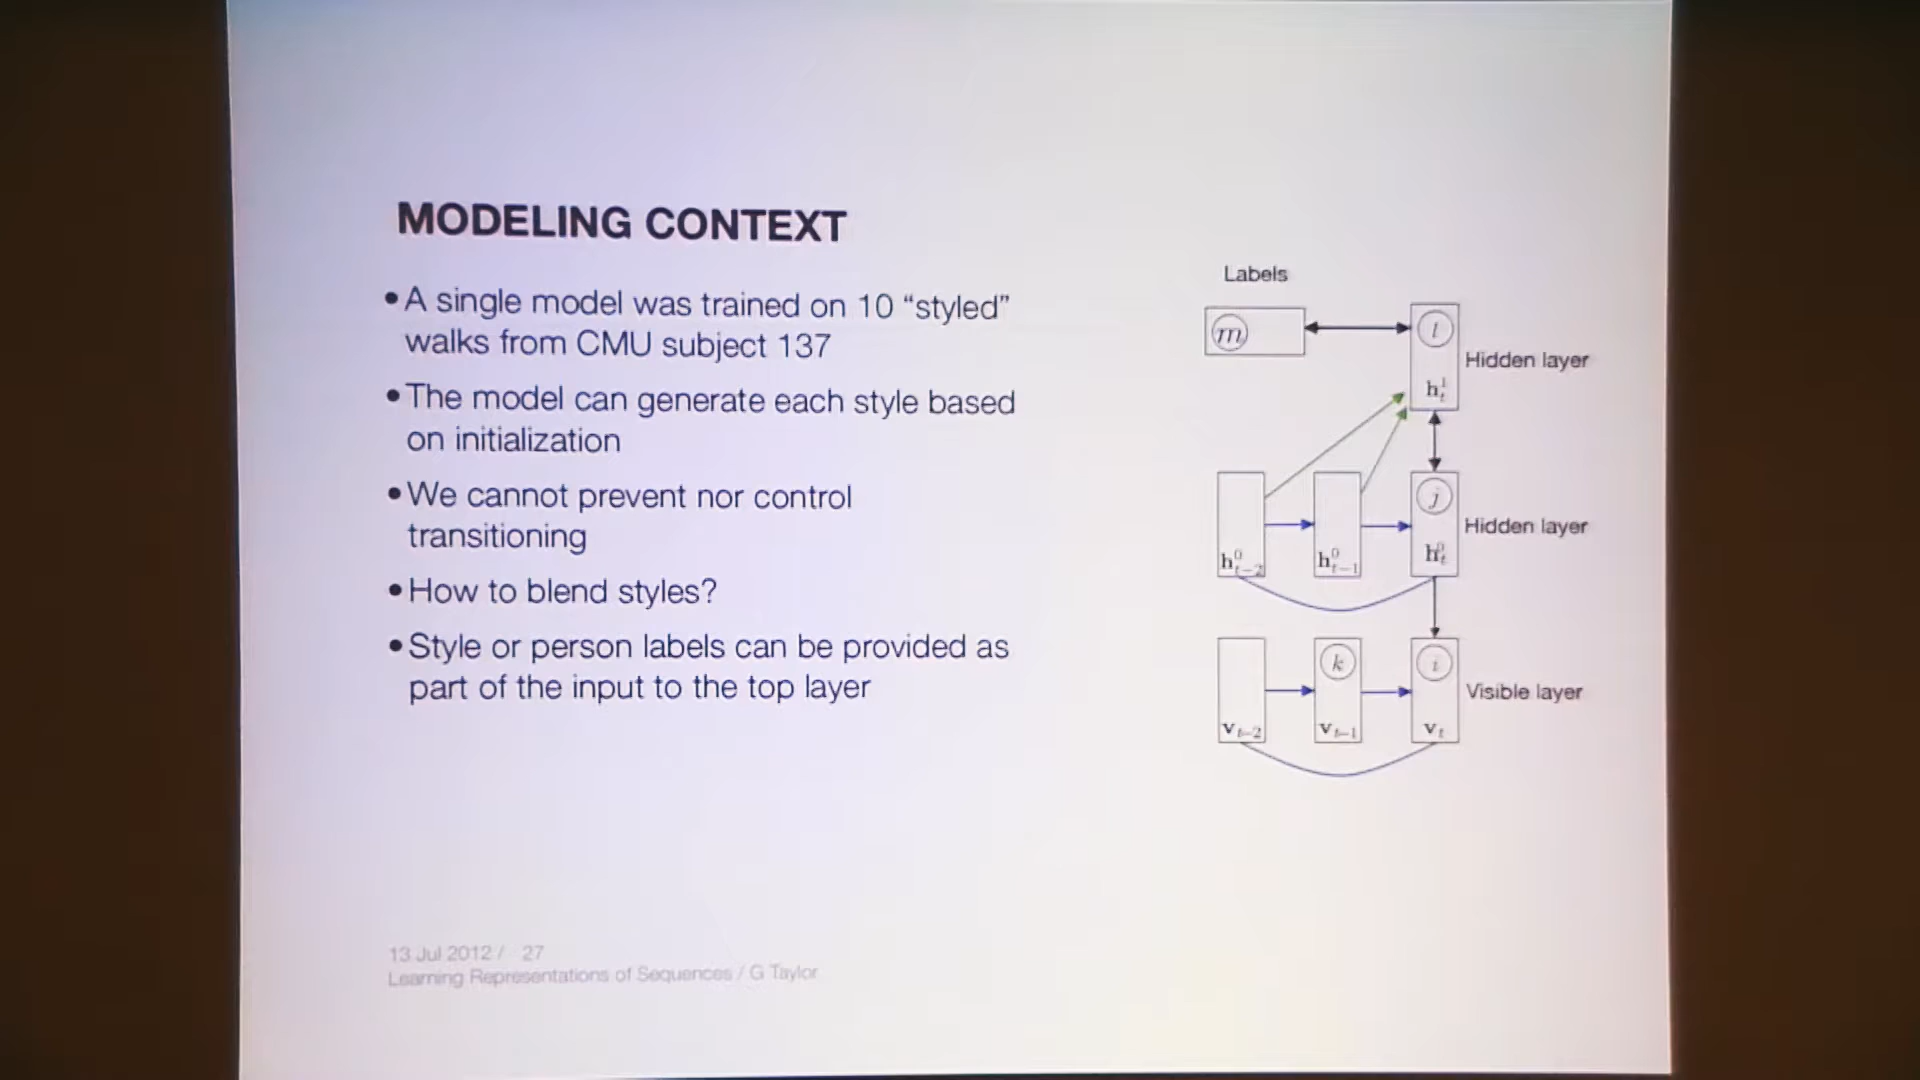 MODELING CONTEXT
•A single model was trained on 10 “styled”
walks from CMU subject 137
•The model can generate each style based
on initialization
•We cannot prevent nor control
transitioning
•How to blend styles?
•Style or person labels can be provided as
part of the input to the top layer
Labels
m
l
Hidden layer
h¹ₜ
j
Hidden layer
h⁰ₜ₋₂ h⁰ₜ₋₁ h⁰ₜ
k i
Visible layer
vₜ₋₂ vₜ₋₁ vₜ
13 Jul 2012 / 27
Learning Representations of Sequences / G Taylor